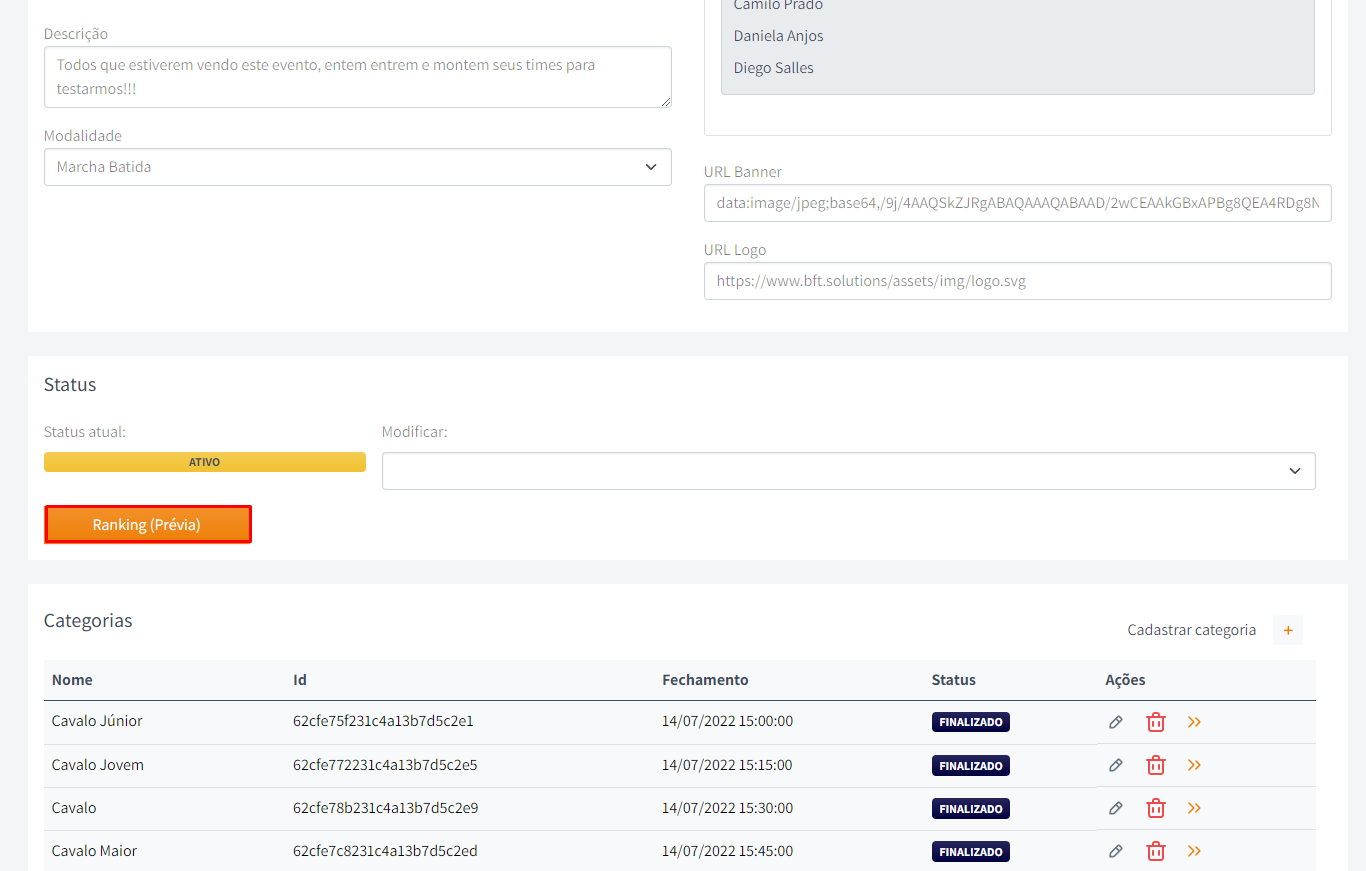 Camilo Prado
Daniela Anjos
Diego Salles
Descrição
Todos que estiverem vendo este evento, entem entrem e montem seus times para
testarmos!!!
Modalidade
Marcha Batida
URL Banner
data:image/jpeg;base64,/9j/4AAQSkZJRgABAQAAAQABAAD/2wCEAAkGBxAPBg8QEA4RDg8N
URL Logo
https://www.bft.solutions/assets/img/logo.svg
Status
Status atual:
Modificar:
ATIVO
Ranking (Prévia)
Categorias
Cadastrar categoria +
Nome Id Fechamento Status Ações
Cavalo Júnior 62cfe75f231c4a13b7d5c2e1 14/07/2022 15:00:00 FINALIZADO
Cavalo Jovem 62cfe772231c4a13b7d5c2e5 14/07/2022 15:15:00 FINALIZADO
Cavalo 62cfe78b231c4a13b7d5c2e9 14/07/2022 15:30:00 FINALIZADO
Cavalo Maior 62cfe7c8231c4a13b7d5c2ed 14/07/2022 15:45:00 FINALIZADO